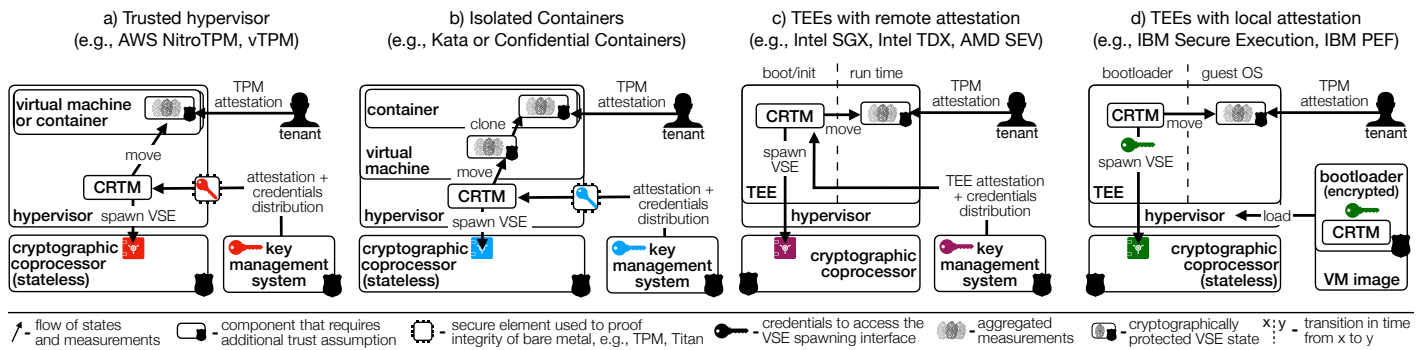 a) Trusted hypervisor
(e.g., AWS NitroTPM, vTPM)
virtual machine
or container
TPM
attestation
tenant
move
CRTM
attestation +
credentials
distribution
hypervisor
spawn VSE
cryptographic
coprocessor
(stateless)
key
management
system
b) Isolated Containers
(e.g., Kata or Confidential Containers)
container
TPM
attestation
tenant
clone
virtual
machine
move
CRTM
attestation +
credentials
distribution
hypervisor
spawn VSE
cryptographic
coprocessor
(stateless)
key
management
system
c) TEEs with remote attestation
(e.g., Intel SGX, Intel TDX, AMD SEV)
boot/init
run time
TPM
attestation
CRTM
move
tenant
spawn
VSE
TEE
TEE attestation
+ credentials
distribution
hypervisor
cryptographic
coprocessor
key
management
system
d) TEEs with local attestation
(e.g., IBM Secure Execution, IBM PEF)
bootloader
guest OS
TPM
attestation
CRTM
move
tenant
spawn VSE
TEE
bootloader
(encrypted)
hypervisor
load
CRTM
cryptographic
coprocessor
(stateless)
VM image
- flow of states
and measurements
- component that requires
additional trust assumption
- secure element used to proof
integrity of bare metal, e.g., TPM, Titan
- credentials to access the
VSE spawning interface
- aggregated
measurements
- cryptographically
protected VSE state
x y - transition in time
from x to y